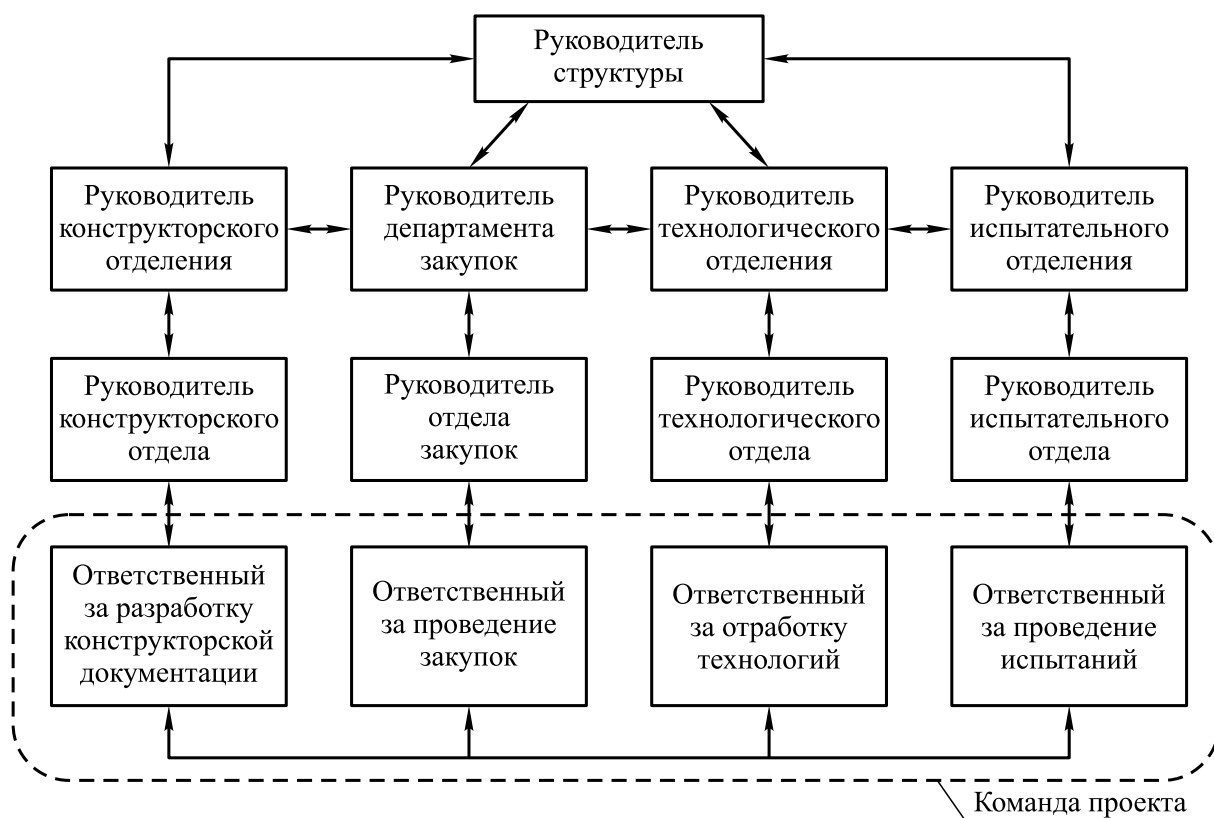 Руководитель
структуры
Руководитель
конструкторского
отделения
Руководитель
департамента
закупок
Руководитель
технологического
отделения
Руководитель
испытательного
отделения
Руководитель
конструкторского
отдела
Руководитель
отдела
закупок
Руководитель
технологического
отдела
Руководитель
испытательного
отдела
Ответственный
за разработку
конструкторской
документации
Ответственный
за проведение
закупок
Ответственный
за отработку
технологий
Ответственный
за проведение
испытаний
Команда проекта